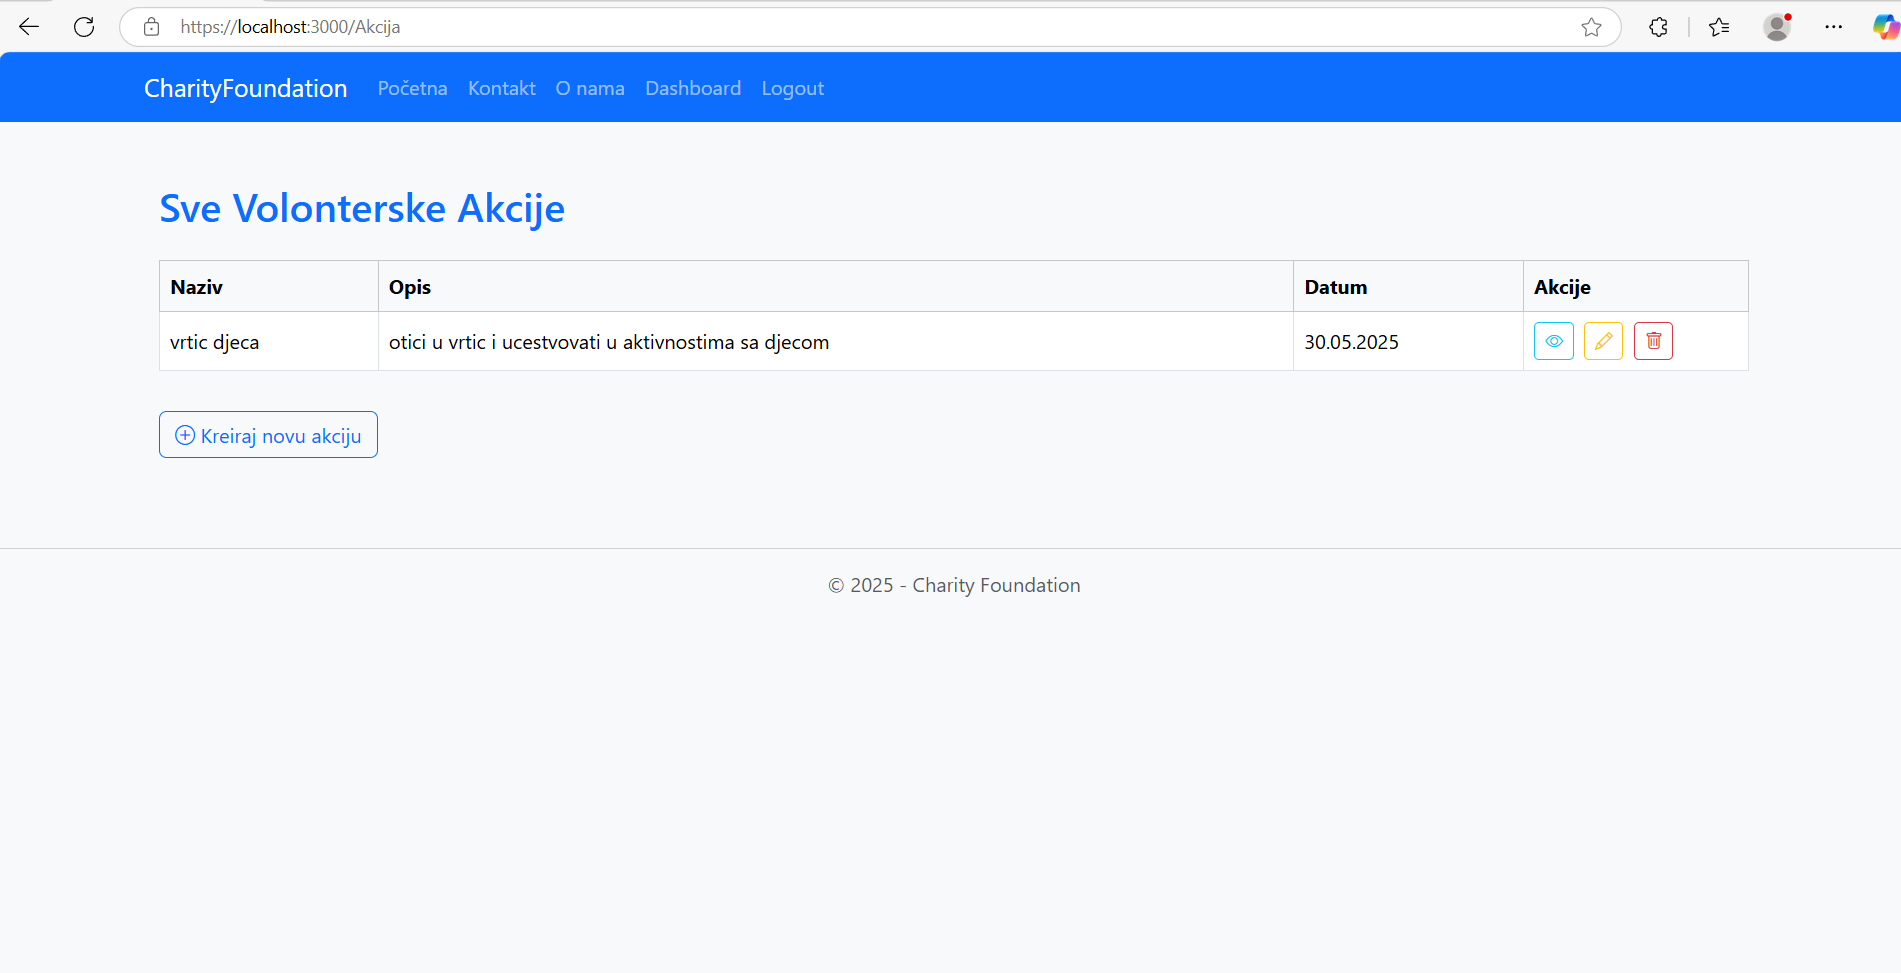 https://localhost:3000/Akcija
CharityFoundation Početna Kontakt O nama Dashboard Logout
Sve Volonterske Akcije
Naziv Opis Datum Akcije
vrtic djeca otici u vrtic i ucestvovati u aktivnostima sa djecom 30.05.2025
Kreiraj novu akciju
© 2025 - Charity Foundation